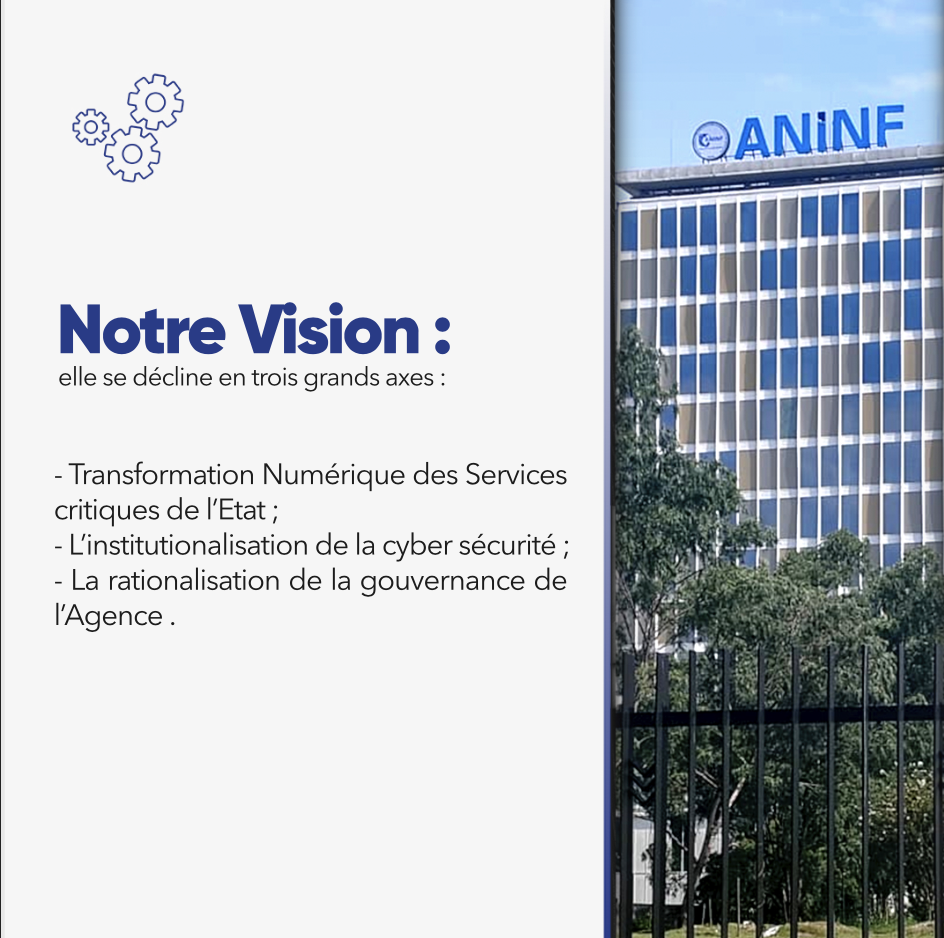 Notre Vision :
elle se décline en trois grands axes :
- Transformation Numérique des Services
critiques de l’Etat ;
- L’institutionalisation de la cyber sécurité ;
- La rationalisation de la gouvernance de
l’Agence .
ANiNF